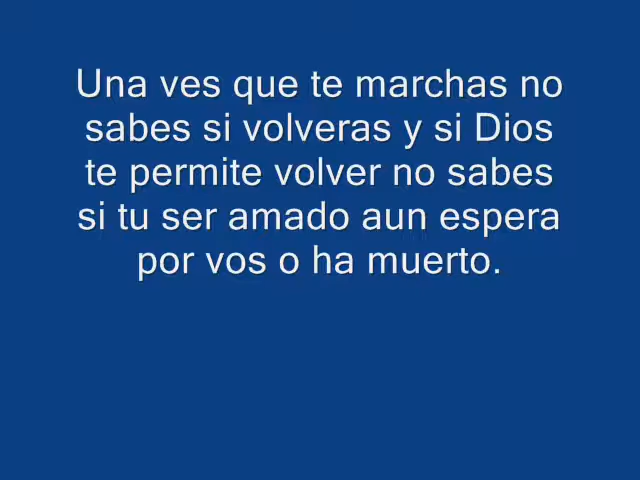 Una ves que te marchas no
sabes si volveras y si Dios
te permite volver no sabes
si tu ser amado aun espera
por vos o ha muerto.